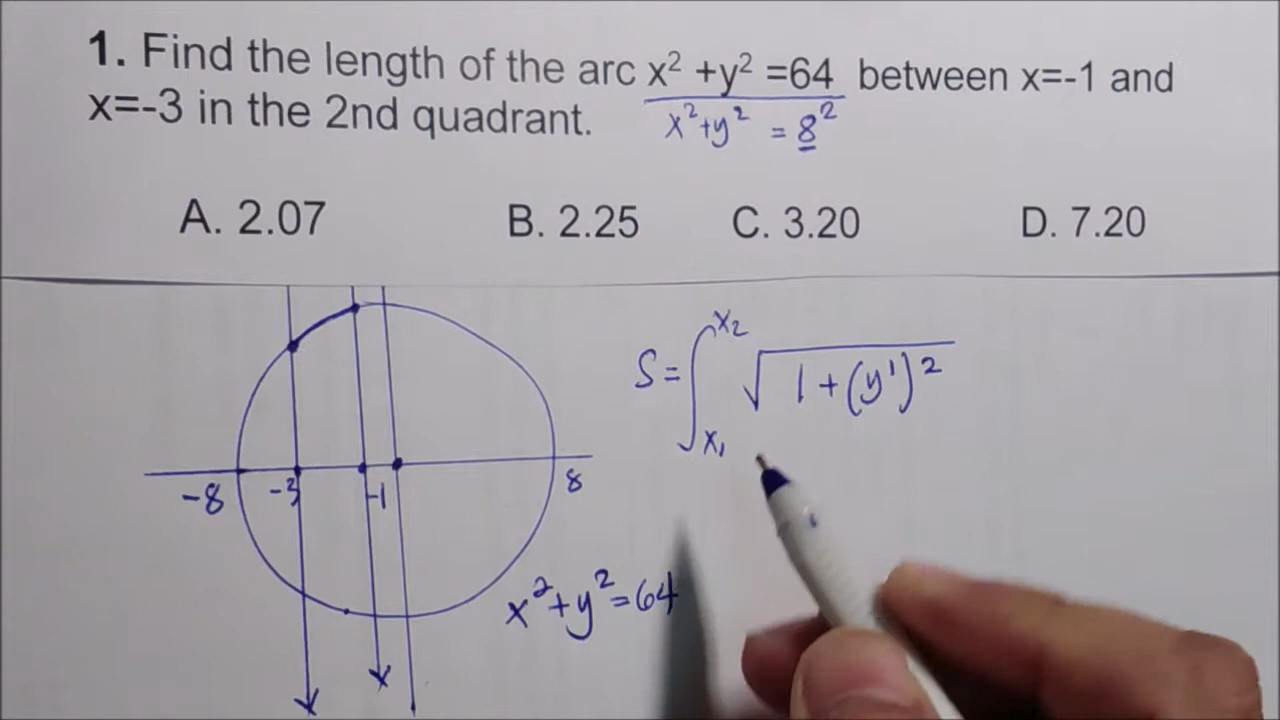 1. Find the length of the arc x² +y² =64 between x=-1 and
x=-3 in the 2nd quadrant.
x²+y² = 8²
A. 2.07 B. 2.25 C. 3.20 D. 7.20
S = ∫ₓ₁ˣ² √1+(y')²
-8 -3 -1 8
x²+y²=64